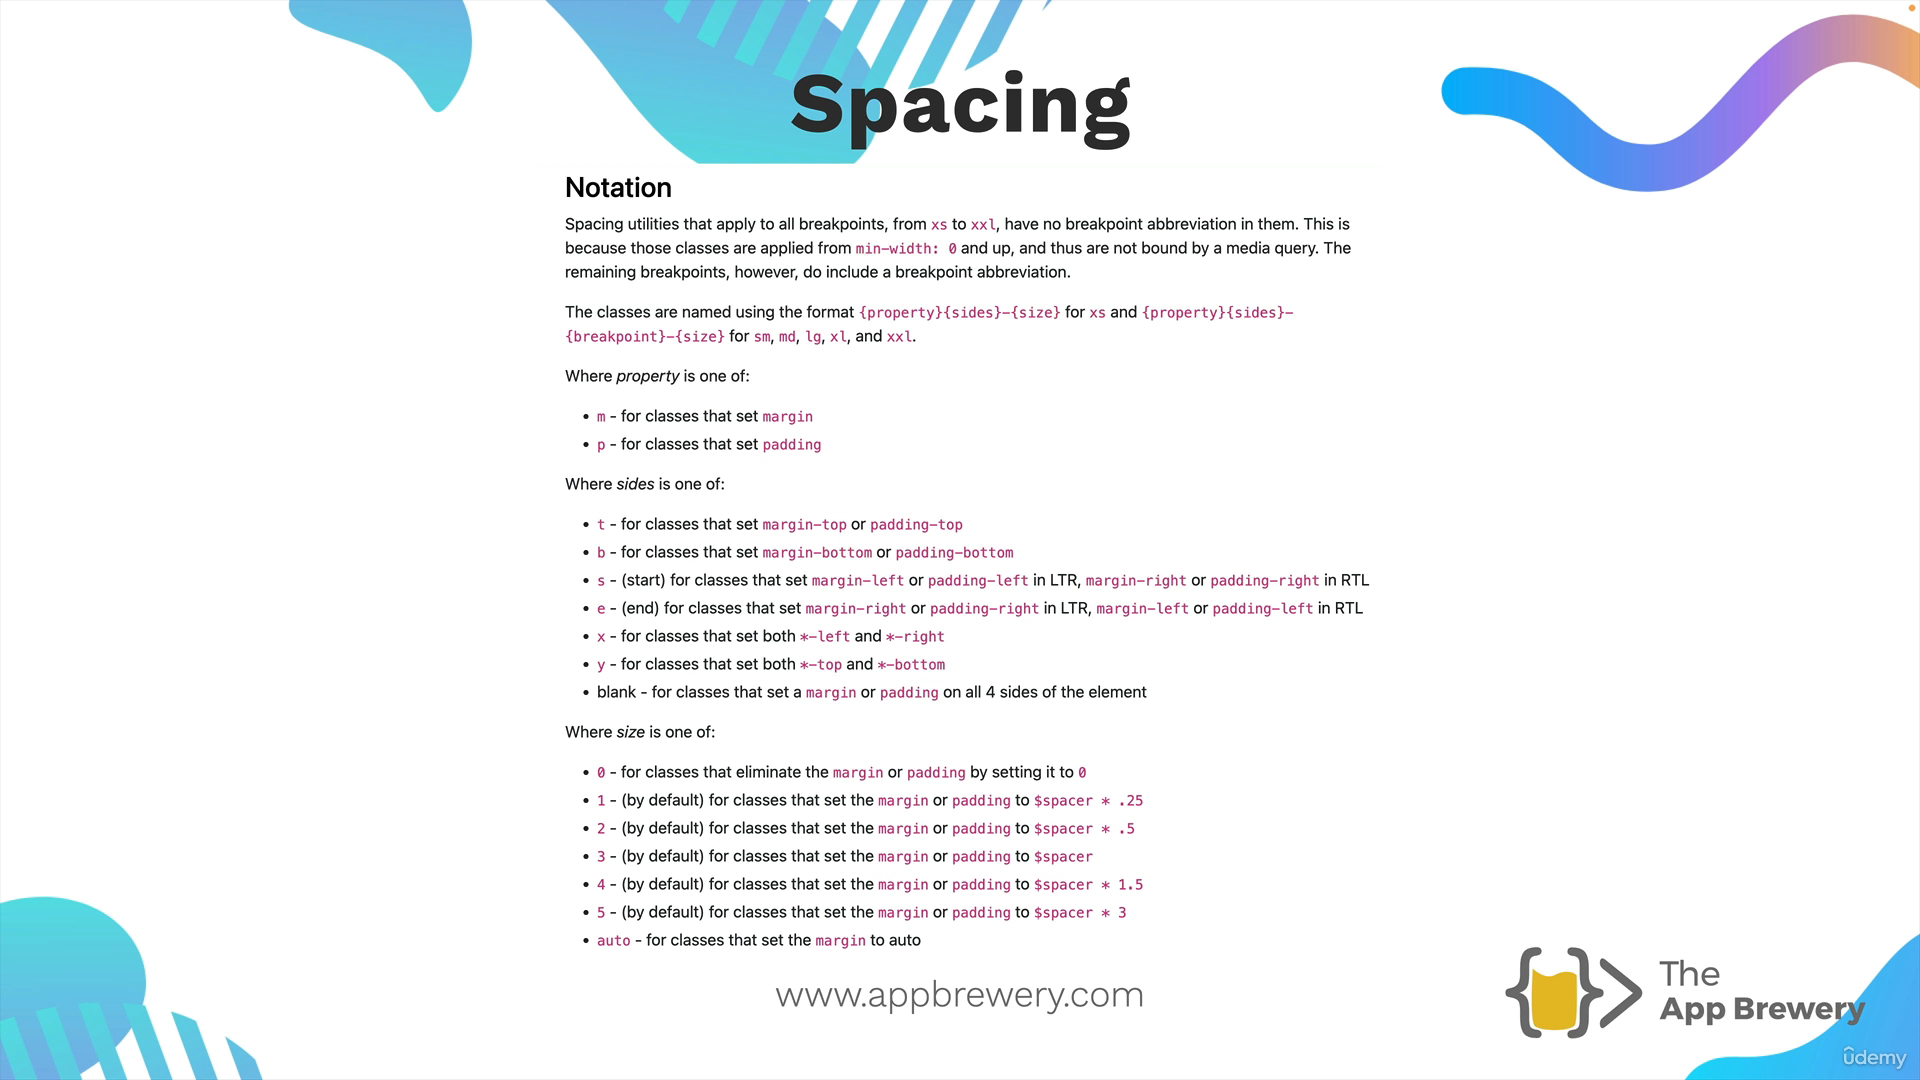 Spacing
Notation
Spacing utilities that apply to all breakpoints, from xs to xxl, have no breakpoint abbreviation in them. This is
because those classes are applied from min-width: 0 and up, and thus are not bound by a media query. The
remaining breakpoints, however, do include a breakpoint abbreviation.
The classes are named using the format {property}{sides}-{size} for xs and {property}{sides}-
{breakpoint}-{size} for sm, md, lg, xl, and xxl.
Where property is one of:
• m - for classes that set margin
• p - for classes that set padding
Where sides is one of:
• t - for classes that set margin-top or padding-top
• b - for classes that set margin-bottom or padding-bottom
• s - (start) for classes that set margin-left or padding-left in LTR, margin-right or padding-right in RTL
• e - (end) for classes that set margin-right or padding-right in LTR, margin-left or padding-left in RTL
• x - for classes that set both *-left and *-right
• y - for classes that set both *-top and *-bottom
• blank - for classes that set a margin or padding on all 4 sides of the element
Where size is one of:
• 0 - for classes that eliminate the margin or padding by setting it to 0
• 1 - (by default) for classes that set the margin or padding to $spacer * .25
• 2 - (by default) for classes that set the margin or padding to $spacer * .5
• 3 - (by default) for classes that set the margin or padding to $spacer
• 4 - (by default) for classes that set the margin or padding to $spacer * 1.5
• 5 - (by default) for classes that set the margin or padding to $spacer * 3
• auto - for classes that set the margin to auto
www.appbrewery.com
The
App Brewery
ûdemy